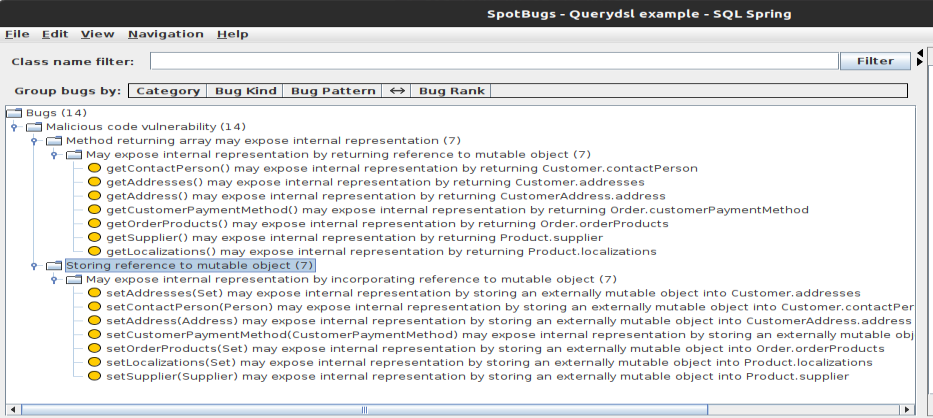 SpotBugs - Querydsl example - SQL Spring
File Edit View Navigation Help
Class name filter: Filter
Group bugs by: Category Bug Kind Bug Pattern ↔ Bug Rank
Bugs (14)
Malicious code vulnerability (14)
Method returning array may expose internal representation (7)
May expose internal representation by returning reference to mutable object (7)
getContactPerson() may expose internal representation by returning Customer.contactPerson
getAddresses() may expose internal representation by returning Customer.addresses
getAddress() may expose internal representation by returning CustomerAddress.address
getCustomerPaymentMethod() may expose internal representation by returning Order.customerPaymentMethod
getOrderProducts() may expose internal representation by returning Order.orderProducts
getSupplier() may expose internal representation by returning Product.supplier
getLocalizations() may expose internal representation by returning Product.localizations
Storing reference to mutable object (7)
May expose internal representation by incorporating reference to mutable object (7)
setAddresses(Set) may expose internal representation by storing an externally mutable object into Customer.addresses
setContactPerson(Person) may expose internal representation by storing an externally mutable object into Customer.contactPer
setAddress(Address) may expose internal representation by storing an externally mutable object into CustomerAddress.address
setCustomerPaymentMethod(CustomerPaymentMethod) may expose internal representation by storing an externally mutable obj
setOrderProducts(Set) may expose internal representation by storing an externally mutable object into Order.orderProducts
setLocalizations(Set) may expose internal representation by storing an externally mutable object into Product.localizations
setSupplier(Supplier) may expose internal representation by storing an externally mutable object into Product.supplier